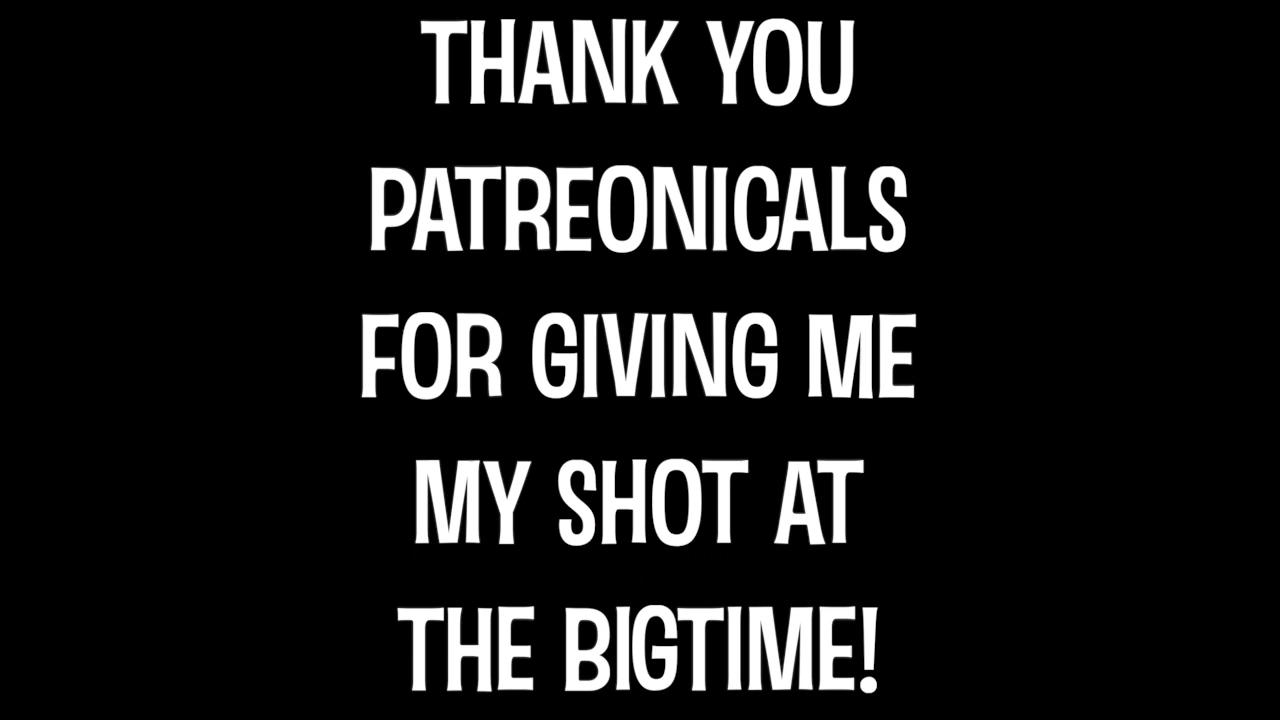 THANK YOU
PATREONICALS
FOR GIVING ME
MY SHOT AT
THE BIGTIME!